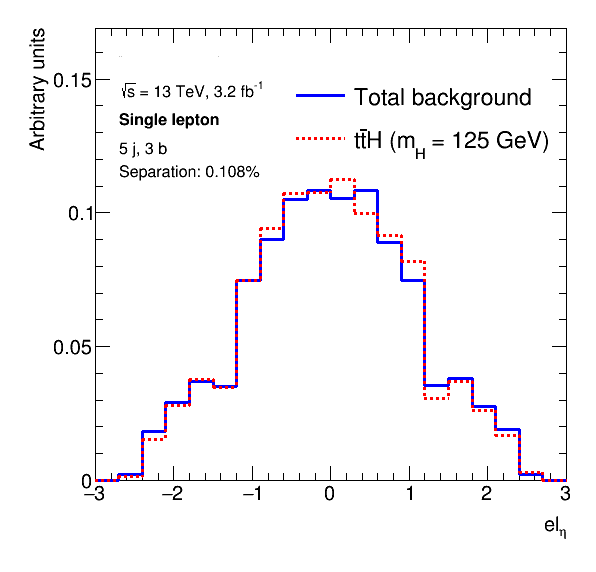 Arbitrary units
0.15
0.1
0.05
0
√s = 13 TeV, 3.2 fb⁻¹
Single lepton
5 j, 3 b
Separation: 0.108%
Total background
tt̄H (m_H = 125 GeV)
−3 −2 −1 0 1 2 3
el_η